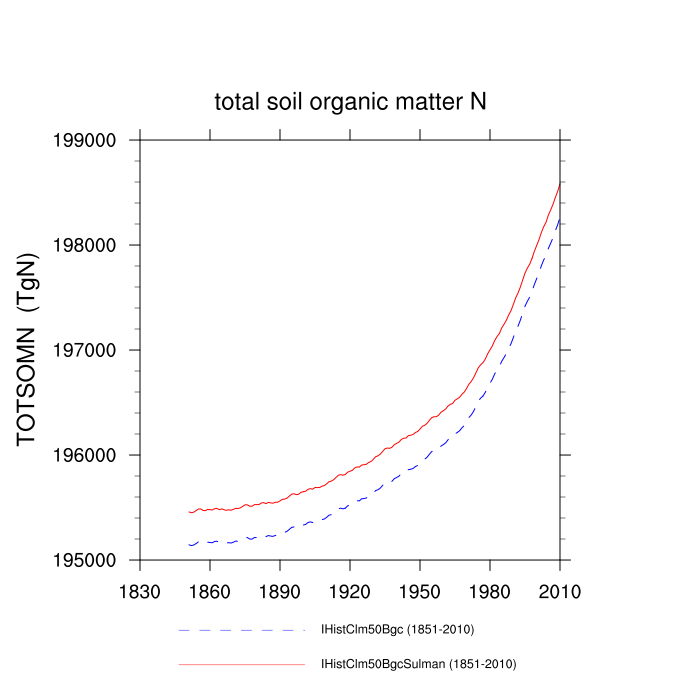 total soil organic matter N
199000
198000
197000
196000
195000
TOTSOMN (TgN)
1830 1860 1890 1920 1950 1980 2010
IHistClm50Bgc (1851-2010)
IHistClm50BgcSulman (1851-2010)